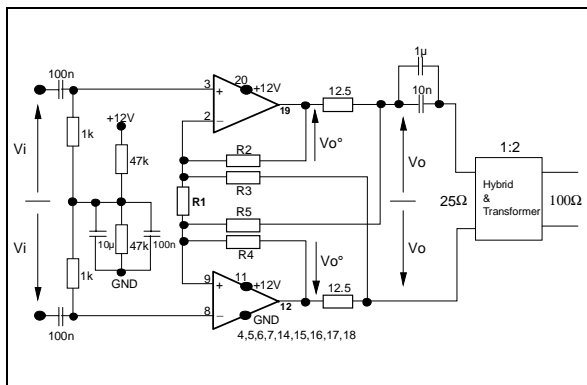 1µ
100n
3
20
+12V
+
19
12.5
10n
2
_
+12V
1k
47k
R2
Vo°
1:2
Vi
R3
Vo
Hybrid
&
Transformer
25Ω
100Ω
R1
R5
Vi
10µ
47k
100n
R4
Vo
1k
GND
9
+
11
+12V
Vo°
12.5
12
8
_
GND
100n
4,5,6,7,14,15,16,17,18